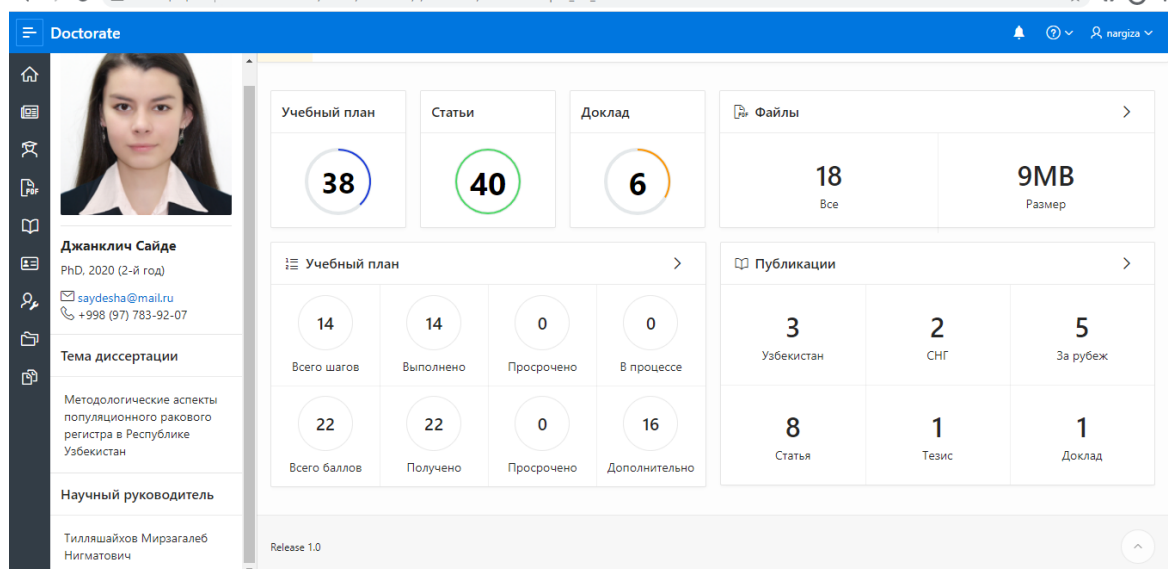 Doctorate
nargiza
Джанклич Сайде
PhD, 2020 (2-й год)
saydesha@mail.ru
+998 (97) 783-92-07
Тема диссертации
Методологические аспекты
популяционного ракового
регистра в Республике
Узбекистан
Научный руководитель
Тилляшайхов Мирзагалеб
Нигматович
Учебный план
38
Статьи
40
Доклад
6
PDF Файлы
18
Все
9MB
Размер
Учебный план
14
Всего шагов
14
Выполнено
0
Просрочено
0
В процессе
22
Всего баллов
22
Получено
0
Просрочено
16
Дополнительно
Публикации
3
Узбекистан
2
СНГ
5
За рубеж
8
Статья
1
Тезис
1
Доклад
Release 1.0